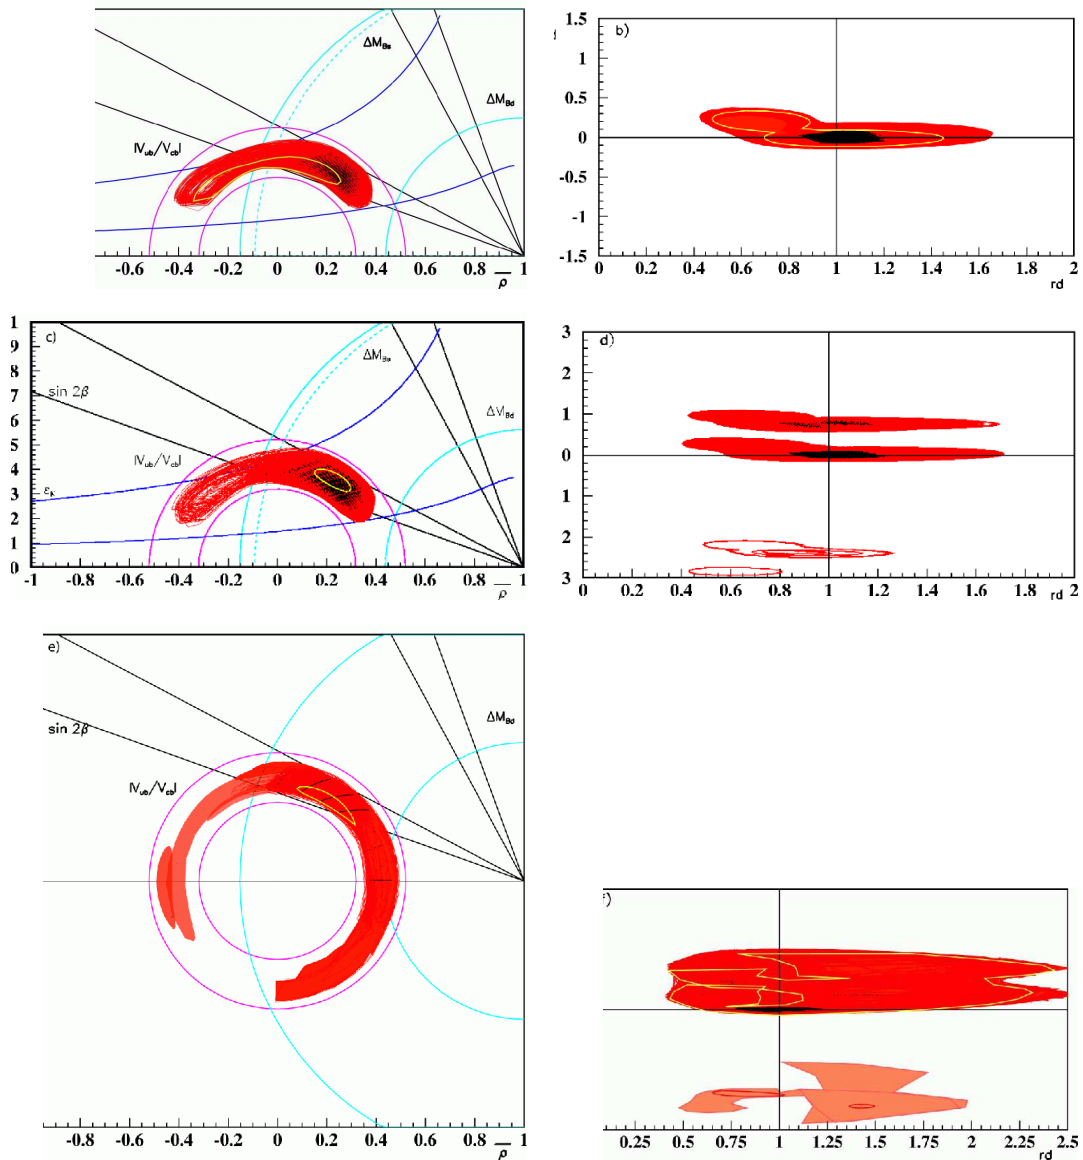 ΔM_Bs
ΔM_Bd
|V_ub/V_cb|
-0.6 -0.4 -0.2 0 0.2 0.4 0.6 0.8 1
ρ̅
b)
1.5
1
0.5
0
-0.5
-1
-1.5
0 0.2 0.4 0.6 0.8 1 1.2 1.4 1.6 1.8 2
rd
c)
1
9
8
7
6
5
4
3
2
1
0
sin 2β
ΔM_Bs
ΔM_Bd
|V_ub/V_cb|
ε_K
-1 -0.8 -0.6 -0.4 -0.2 0 0.2 0.4 0.6 0.8 1
ρ̅
d)
3
2
1
0
1
2
3
0 0.2 0.4 0.6 0.8 1 1.2 1.4 1.6 1.8 2
rd
e)
sin 2β
ΔM_Bd
|V_ub/V_cb|
-0.8 -0.6 -0.4 -0.2 0 0.2 0.4 0.6 0.8 1
ρ̅
f)
0.25 0.5 0.75 1 1.25 1.5 1.75 2 2.25 2.5
rd